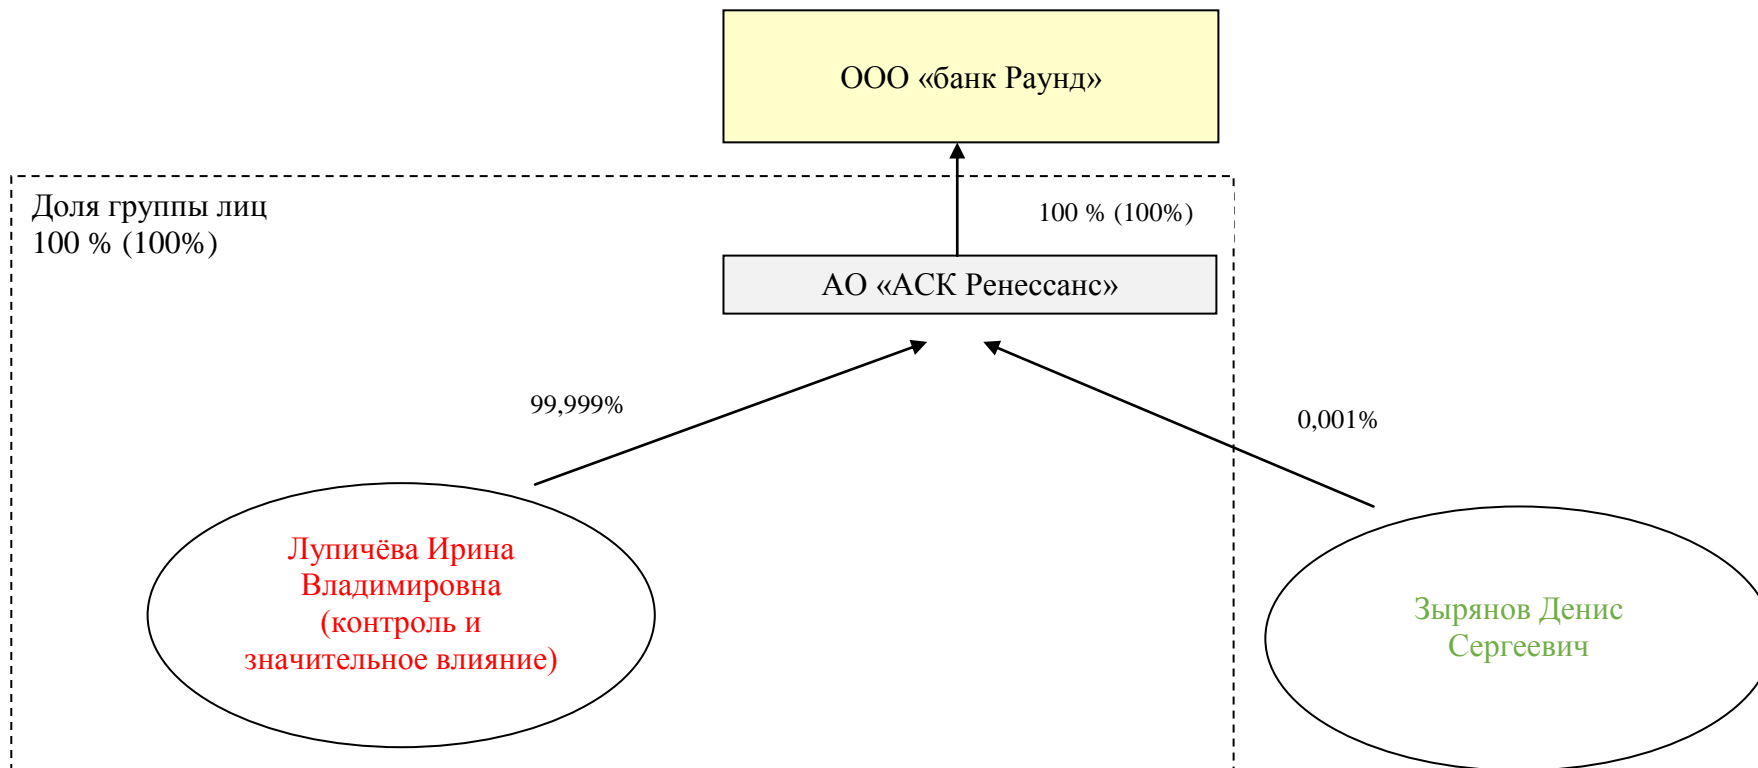 ООО «банк Раунд»
Доля группы лиц
100 % (100%)
100 % (100%)
АО «АСК Ренессанс»
99,999%
0,001%
Лупичёва Ирина
Владимировна
(контроль и
значительное влияние)
Зырянов Денис
Сергеевич